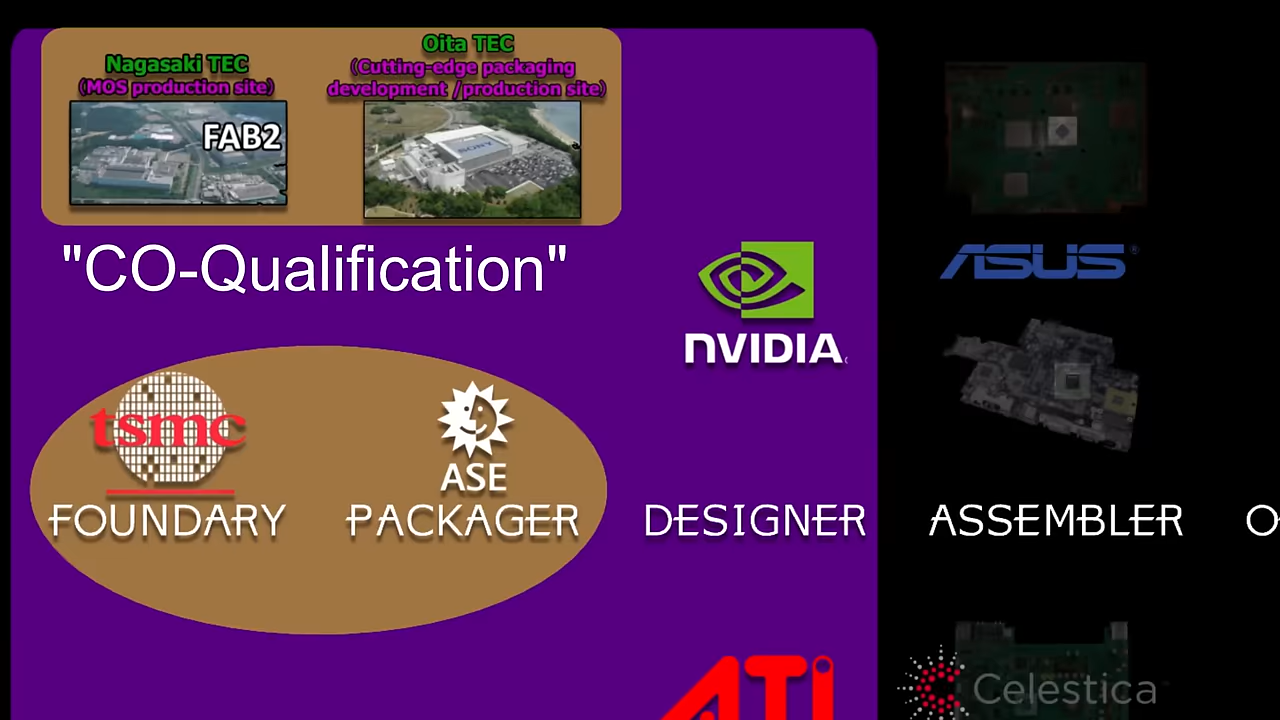 Nagasaki TEC
(MOS production site)
FAB2
Oita TEC
(Cutting-edge packaging
development /production site)
SONY
"CO-Qualification"
NVIDIA
ASUS
tsmc
ASE
FOUNDARY
PACKAGER
DESIGNER
ASSEMBLER
O
ATi
Celestica